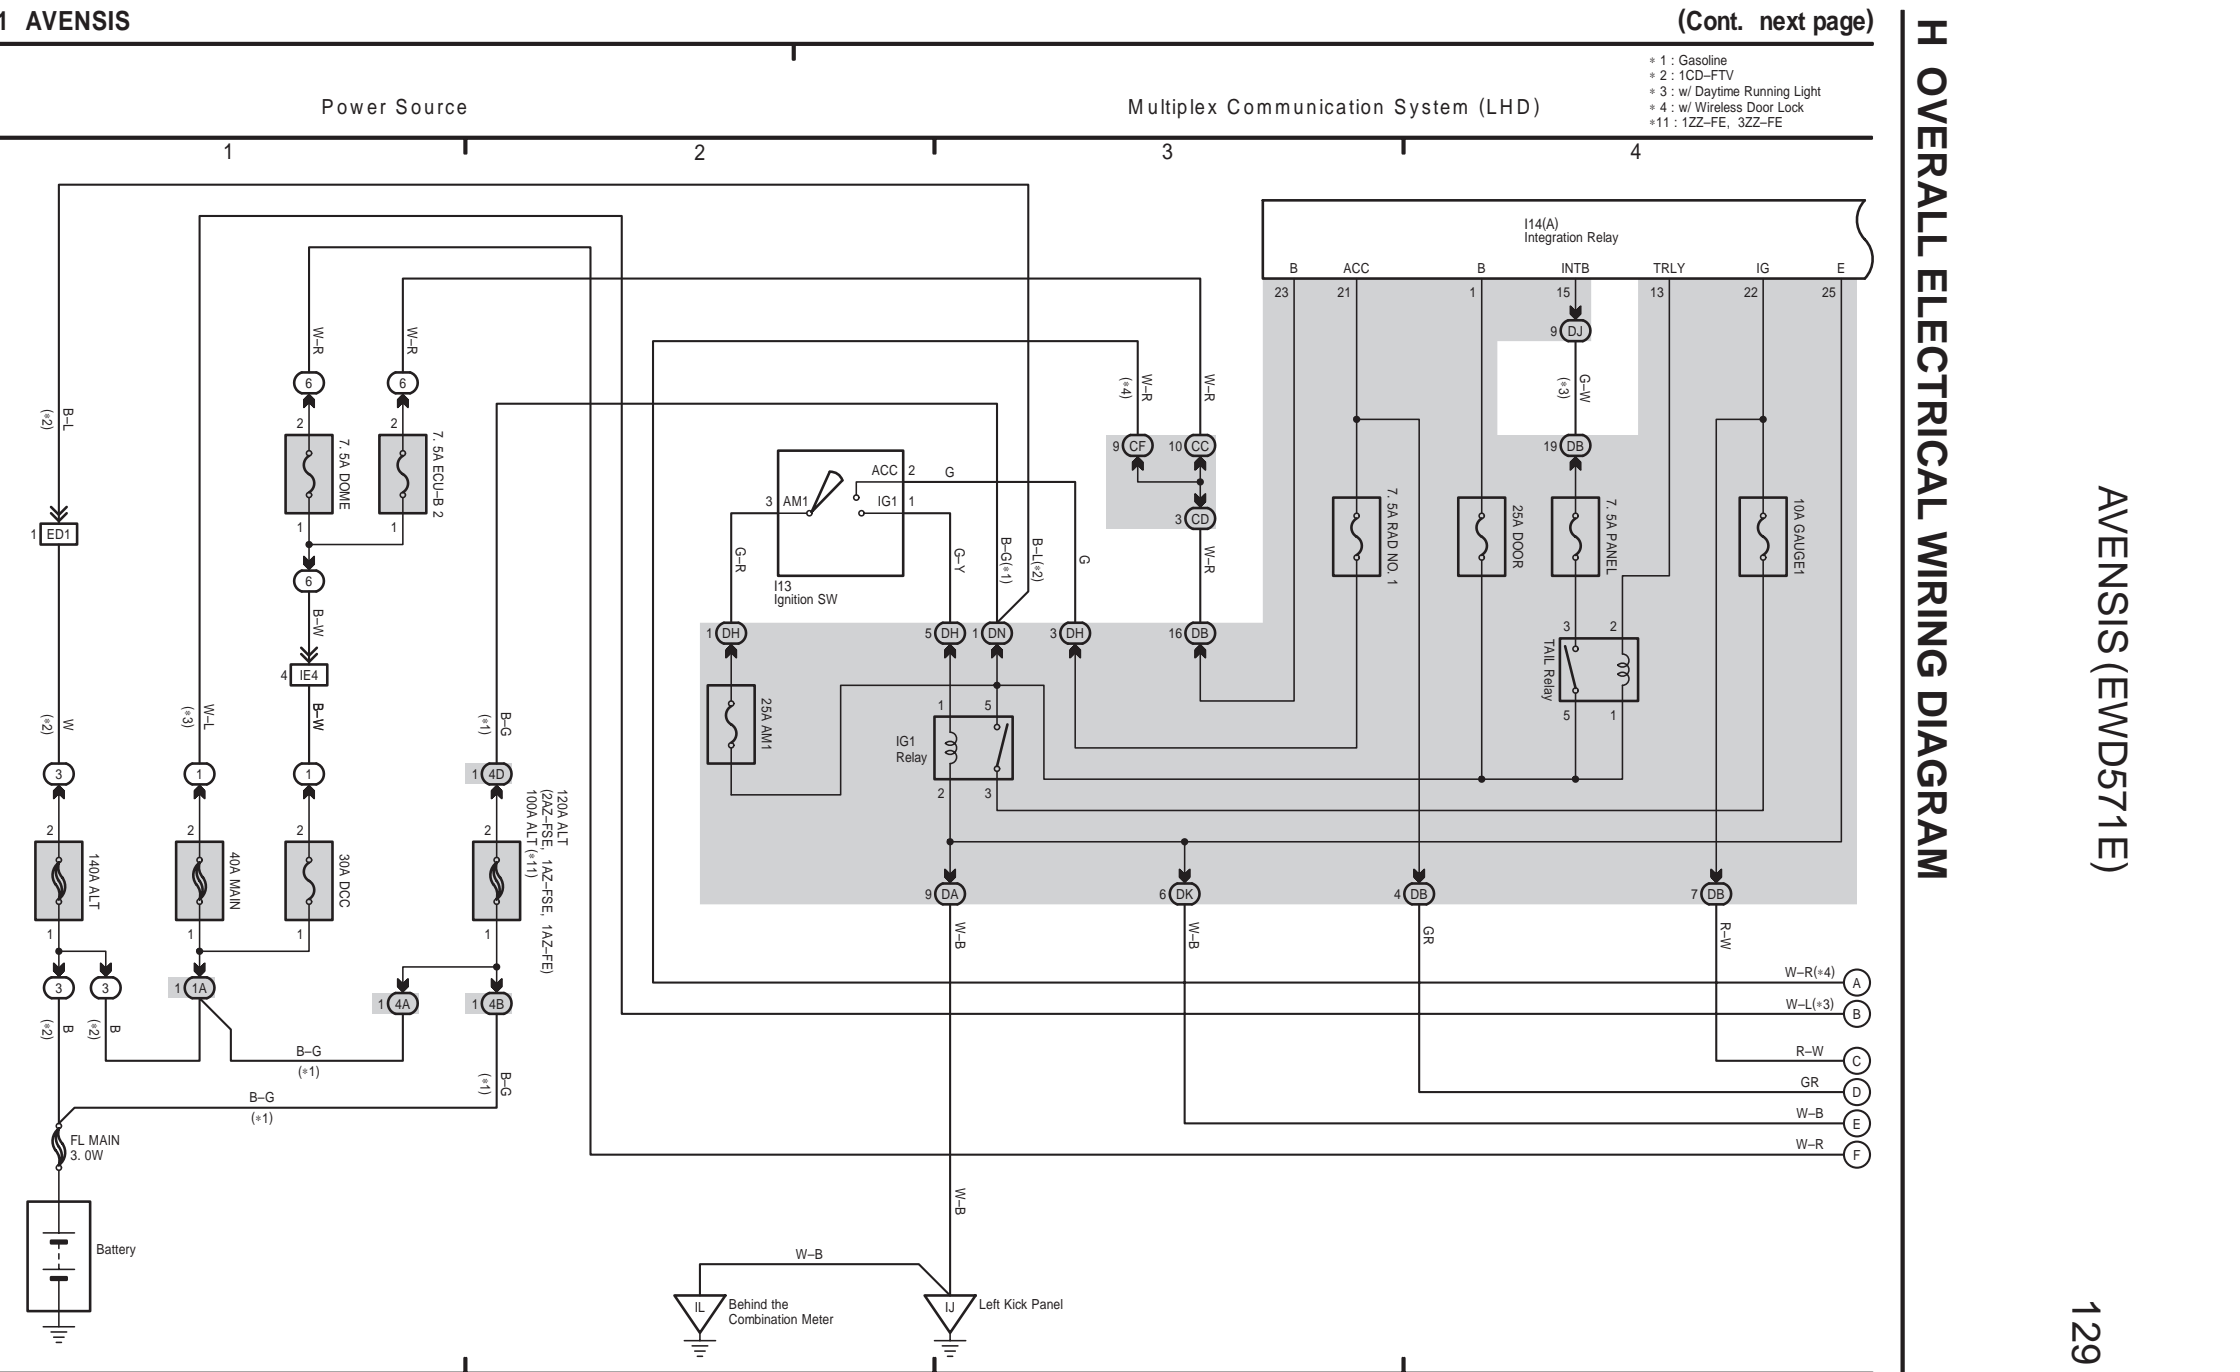 1 AVENSIS
(Cont. next page)
H OVERALL ELECTRICAL WIRING DIAGRAM
AVENSIS (EWD571E)
129
Power Source
Multiplex Communication System (LHD)
∗ 1 : Gasoline
∗ 2 : 1CD–FTV
∗ 3 : w/ Daytime Running Light
∗ 4 : w/ Wireless Door Lock
∗11 : 1ZZ–FE, 3ZZ–FE
1
2
3
4
I14(A)
Integration Relay
B
ACC
B
INTB
TRLY
IG
E
23
21
1
15
13
22
25
9 DJ
G–W
(∗3)
19 DB
W–R
W–R
6
6
2
2
7. 5A DOME
7. 5A ECU–B 2
1
1
6
B–W
4 IE4
B–W
B–L
(∗2)
1 ED1
W
(∗2)
W–L
(∗3)
B–G
(∗1)
3
1
1
1 4D
2
2
2
2
140A ALT
40A MAIN
30A DCC
120A ALT
(2AZ–FSE, 1AZ–FSE, 1AZ–FE)
100A ALT (∗11)
1
1
1
1
3
3
1 1A
1 4A
1 4B
B
(∗2)
B
(∗2)
B–G
(∗1)
B–G
(∗1)
B–G
(∗1)
FL MAIN
3. 0W
Battery
W–R
(∗4)
W–R
9 CF
10 CC
3 CD
W–R
3 AM1
ACC 2
IG1 1
G
I13
Ignition SW
G–R
G–Y
B–G(∗1)
B–L(∗2)
G
1 DH
5 DH
1 DN
3 DH
16 DB
25A AM1
1
5
IG1
Relay
2
3
7. 5A RAD NO. 1
25A DOOR
7. 5A PANEL
10A GAUGE1
3
2
TAIL Relay
5
1
9 DA
6 DK
4 DB
7 DB
W–B
W–B
GR
R–W
W–R(∗4)
A
W–L(∗3)
B
R–W
C
GR
D
W–B
E
W–R
F
W–B
W–B
IL
Behind the
Combination Meter
IJ
Left Kick Panel